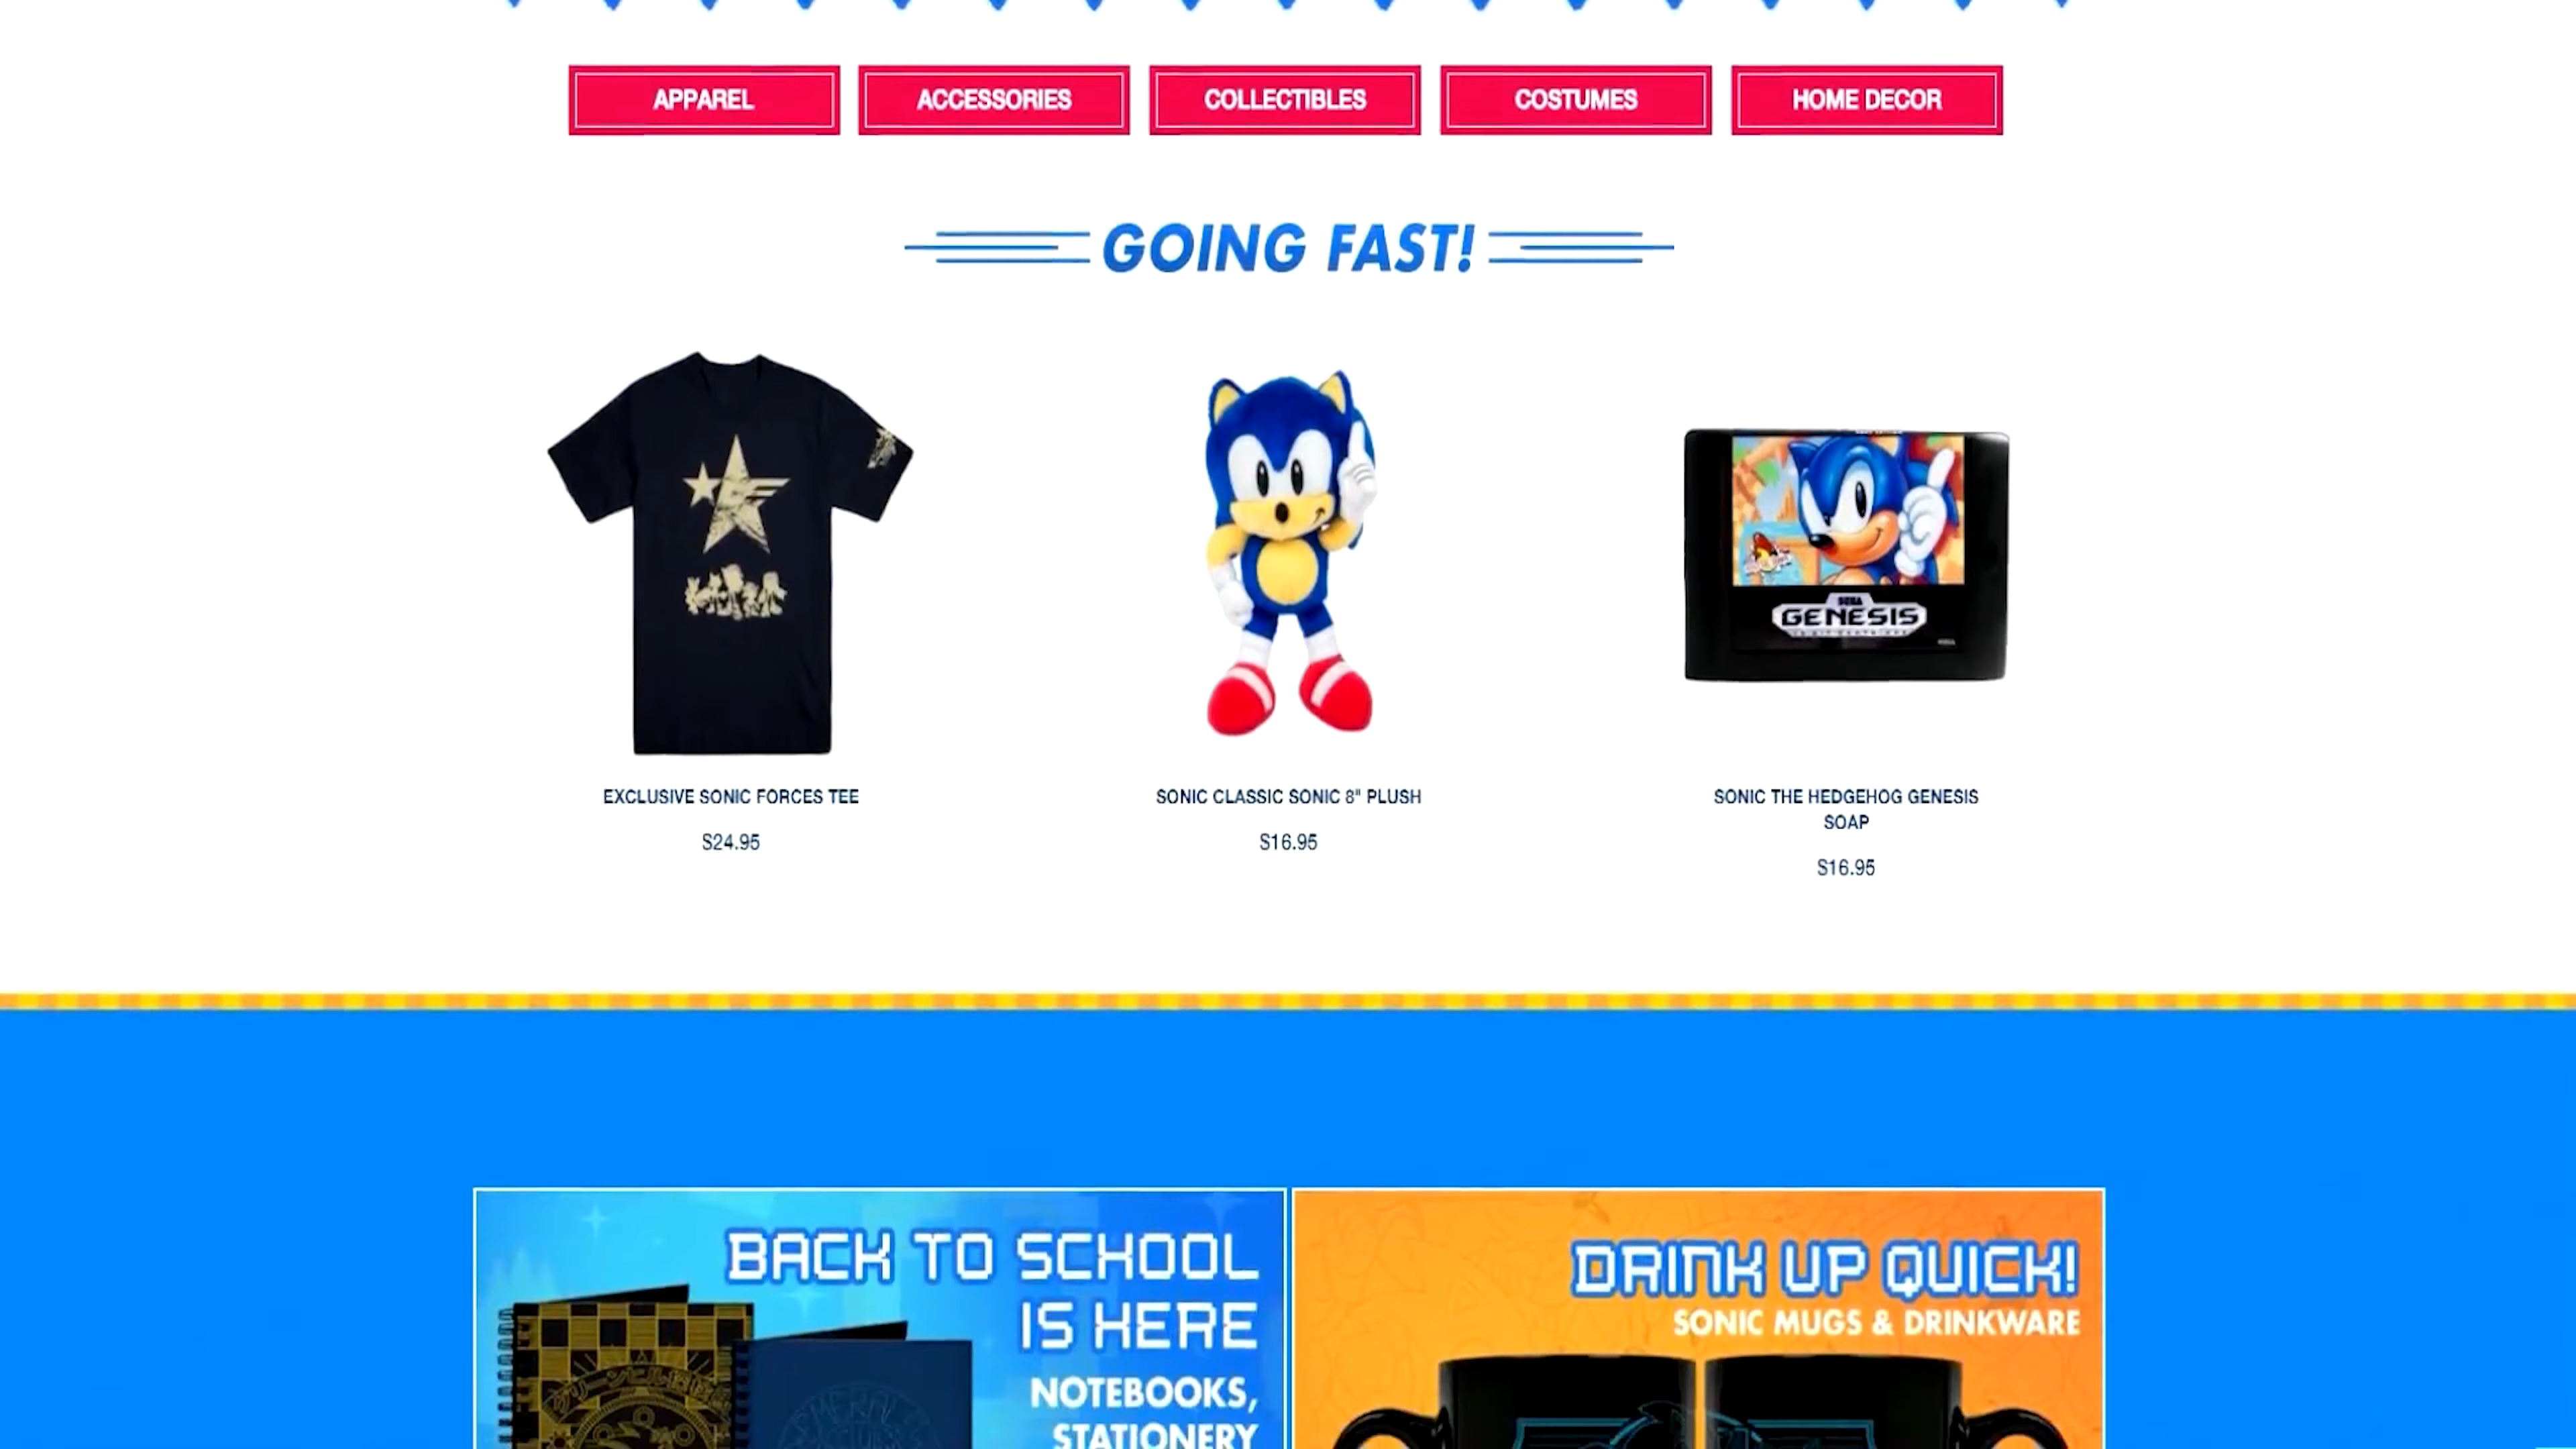 APPAREL
ACCESSORIES
COLLECTIBLES
COSTUMES
HOME DECOR
GOING FAST!
SEGA
GENESIS
EXCLUSIVE SONIC FORCES TEE
$24.95
SONIC CLASSIC SONIC 8" PLUSH
$16.95
SONIC THE HEDGEHOG GENESIS
SOAP
$16.95
BACK TO SCHOOL
IS HERE
NOTEBOOKS,
STATIONERY
DRINK UP QUICK!
SONIC MUGS & DRINKWARE